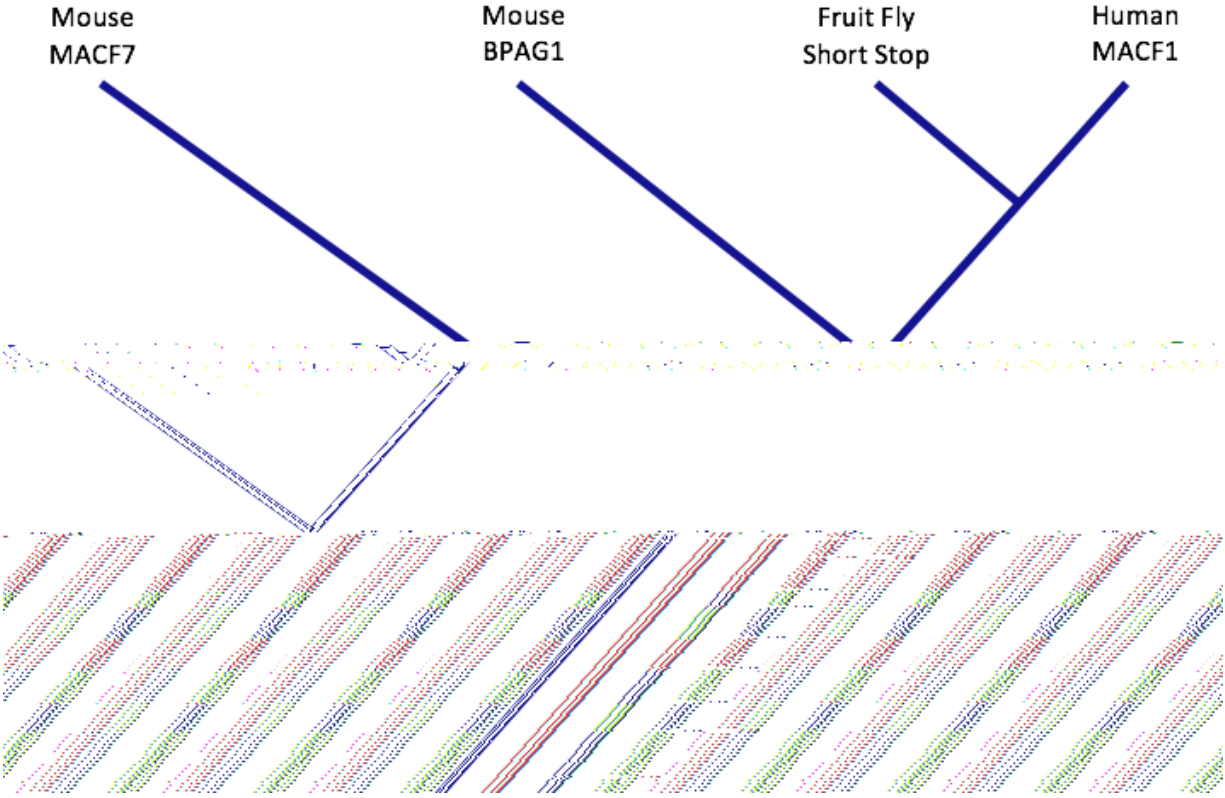 Mouse
MACF7
Mouse
BPAG1
Fruit Fly
Short Stop
Human
MACF1